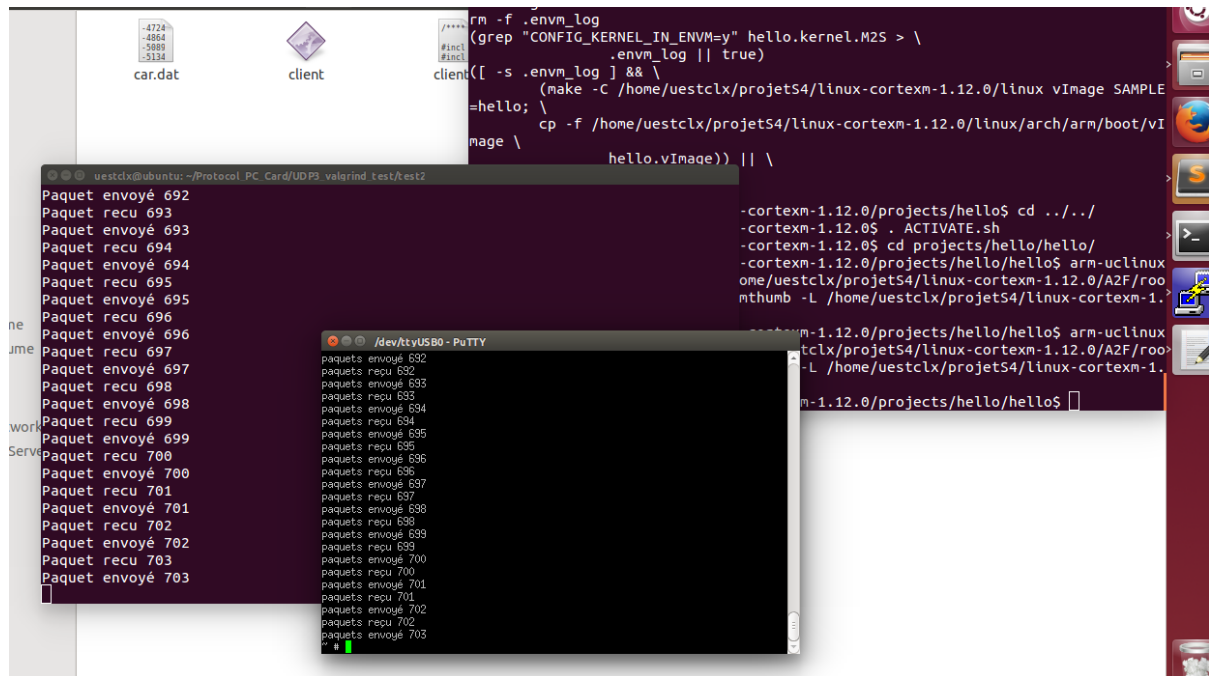 -4724
-4864
-5089
-5134
car.dat
client
/****
#incl
#incl
client
rm -f .envm_log
(grep "CONFIG_KERNEL_IN_ENVM=y" hello.kernel.M2S > \
.envm_log || true)
([ -s .envm_log ] && \
(make -C /home/uestclx/projetS4/linux-cortexm-1.12.0/linux vImage SAMPLE
=hello; \
cp -f /home/uestclx/projetS4/linux-cortexm-1.12.0/linux/arch/arm/boot/vI
mage \
hello.vImage)) || \
-cortexm-1.12.0/projects/hello$ cd ../../
-cortexm-1.12.0$ . ACTIVATE.sh
-cortexm-1.12.0$ cd projects/hello/hello/
-cortexm-1.12.0/projects/hello/hello$ arm-uclinux
ome/uestclx/projetS4/linux-cortexm-1.12.0/A2F/roo
mthumb -L /home/uestclx/projetS4/linux-cortexm-1.
-cortexm-1.12.0/projects/hello/hello$ arm-uclinux
tclx/projetS4/linux-cortexm-1.12.0/A2F/roo
-L /home/uestclx/projetS4/linux-cortexm-1.
m-1.12.0/projects/hello/hello$
uestclx@ubuntu: ~/Protocol_PC_Card/UDP3_valgrind_test/test2
Paquet envoyé 692
Paquet recu 693
Paquet envoyé 693
Paquet recu 694
Paquet envoyé 694
Paquet recu 695
Paquet envoyé 695
Paquet recu 696
Paquet envoyé 696
Paquet recu 697
Paquet envoyé 697
Paquet recu 698
Paquet envoyé 698
Paquet recu 699
Paquet envoyé 699
Paquet recu 700
Paquet envoyé 700
Paquet recu 701
Paquet envoyé 701
Paquet recu 702
Paquet envoyé 702
Paquet recu 703
Paquet envoyé 703
/dev/ttyUSB0 - PuTTY
paquets envoyé 692
paquets reçu 692
paquets envoyé 693
paquets reçu 693
paquets envoyé 694
paquets reçu 694
paquets envoyé 695
paquets reçu 695
paquets envoyé 696
paquets reçu 696
paquets envoyé 697
paquets reçu 697
paquets envoyé 698
paquets reçu 698
paquets envoyé 699
paquets reçu 699
paquets envoyé 700
paquets reçu 700
paquets envoyé 701
paquets reçu 701
paquets envoyé 702
paquets reçu 702
paquets envoyé 703
~ #
ume
work
Serve